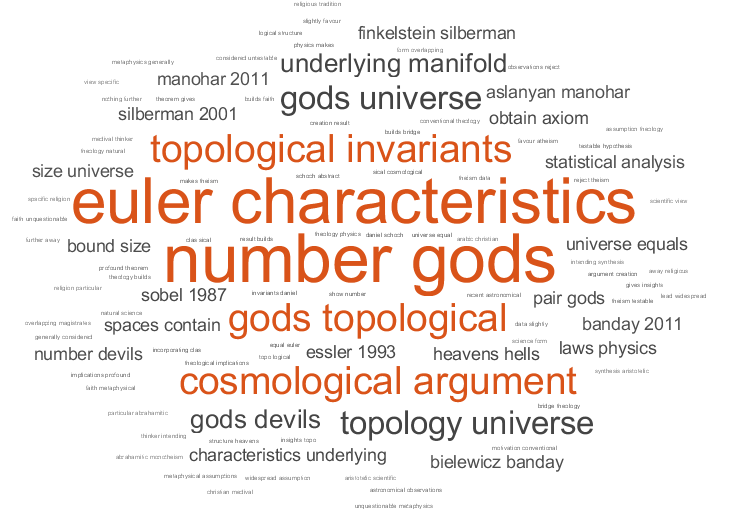 religious tradition
slightly favour
logical structure
finkelstein silberman
physics makes
form overlapping
considered untestable
metaphysics generally
underlying manifold
observations reject
manohar 2011
view specific
gods universe
aslanyan manohar
nothing further
theorem gives
builds faith
silberman 2001
obtain axiom
creation result
conventional theology
assumption theology
builds bridge
medival thinker
favour atheism
testable hypothesis
topological invariants
theology natural
statistical analysis
size universe
sical cosmological
reject theism
makes theism
schoch abstract
theism data
euler characteristics
specific religion
scientific view
faith unquestionable
further away
bound size
clas sical
result builds
theology physics
daniel schoch
universe equal
arabic christian
universe equals
number gods
intending synthesis
profound theorem
theology builds
argument creation
away religious
religion particular
gives insights
sobel 1987
invariants daniel
show number
recent astronomical
pair gods
theism testable
lead widespread
natural science
overlapping magistrates
spaces contain
gods topological
data slightly
banday 2011
generally considered
equal euler
science form
number devils
incorporating clas
topo logical
essler 1993
heavens hells
laws physics
theological implications
implications profound
synthesis aristotelic
faith metaphysical
cosmological argument
bridge theology
particular abrahamitic
gods devils
topology universe
thinker intending
structure heavens
insights topo
motivation conventional
abrahamitic monotheism
characteristics underlying
bielewicz banday
metaphysical assumptions
widespread assumption
aristotelic scientific
christian medival
astronomical observations
unquestionable metaphysics